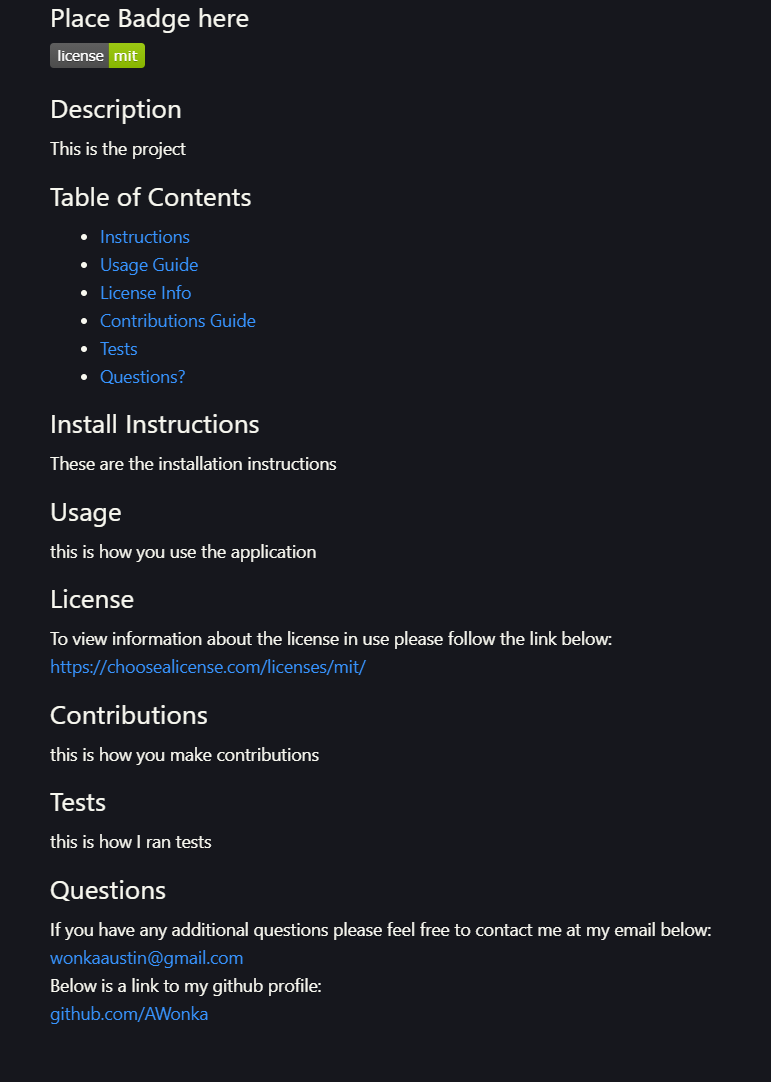 Place Badge here
license mit
Description
This is the project
Table of Contents
Instructions
Usage Guide
License Info
Contributions Guide
Tests
Questions?
Install Instructions
These are the installation instructions
Usage
this is how you use the application
License
To view information about the license in use please follow the link below:
https://choosealicense.com/licenses/mit/
Contributions
this is how you make contributions
Tests
this is how I ran tests
Questions
If you have any additional questions please feel free to contact me at my email below:
wonkaaustin@gmail.com
Below is a link to my github profile:
github.com/AWonka